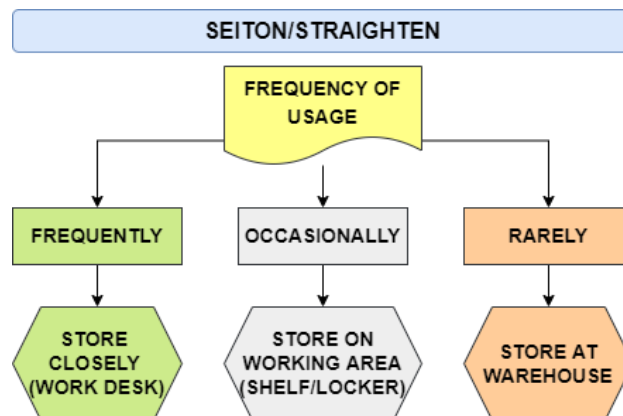 SEITON/STRAIGHTEN
FREQUENCY OF
USAGE
FREQUENTLY
OCCASIONALLY
RARELY
STORE
CLOSELY
(WORK DESK)
STORE ON
WORKING AREA
(SHELF/LOCKER)
STORE AT
WAREHOUSE